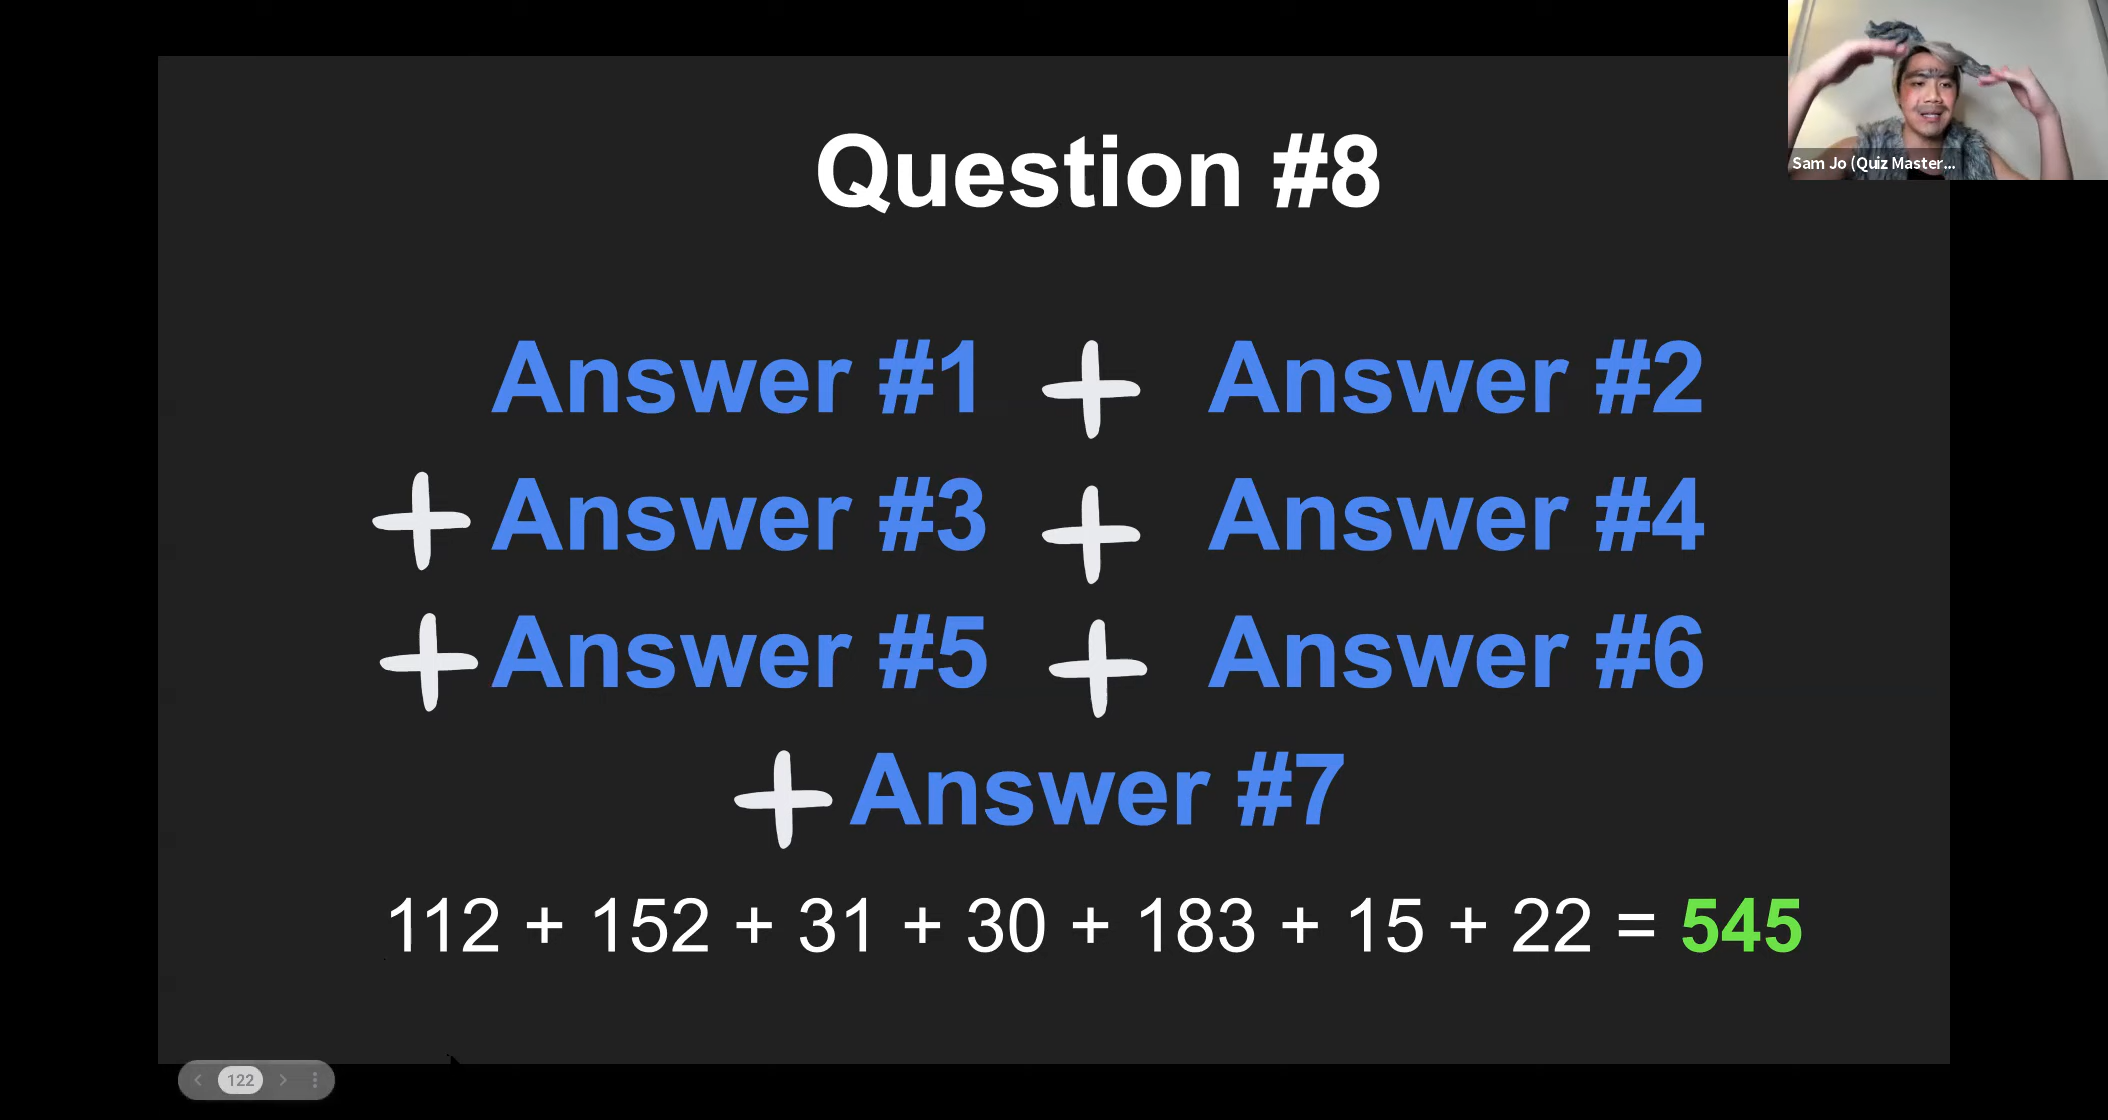 Question #8
Sam Jo (Quiz Master...
Answer #1 + Answer #2
+ Answer #3 + Answer #4
+ Answer #5 + Answer #6
+ Answer #7
112 + 152 + 31 + 30 + 183 + 15 + 22 = 545
122